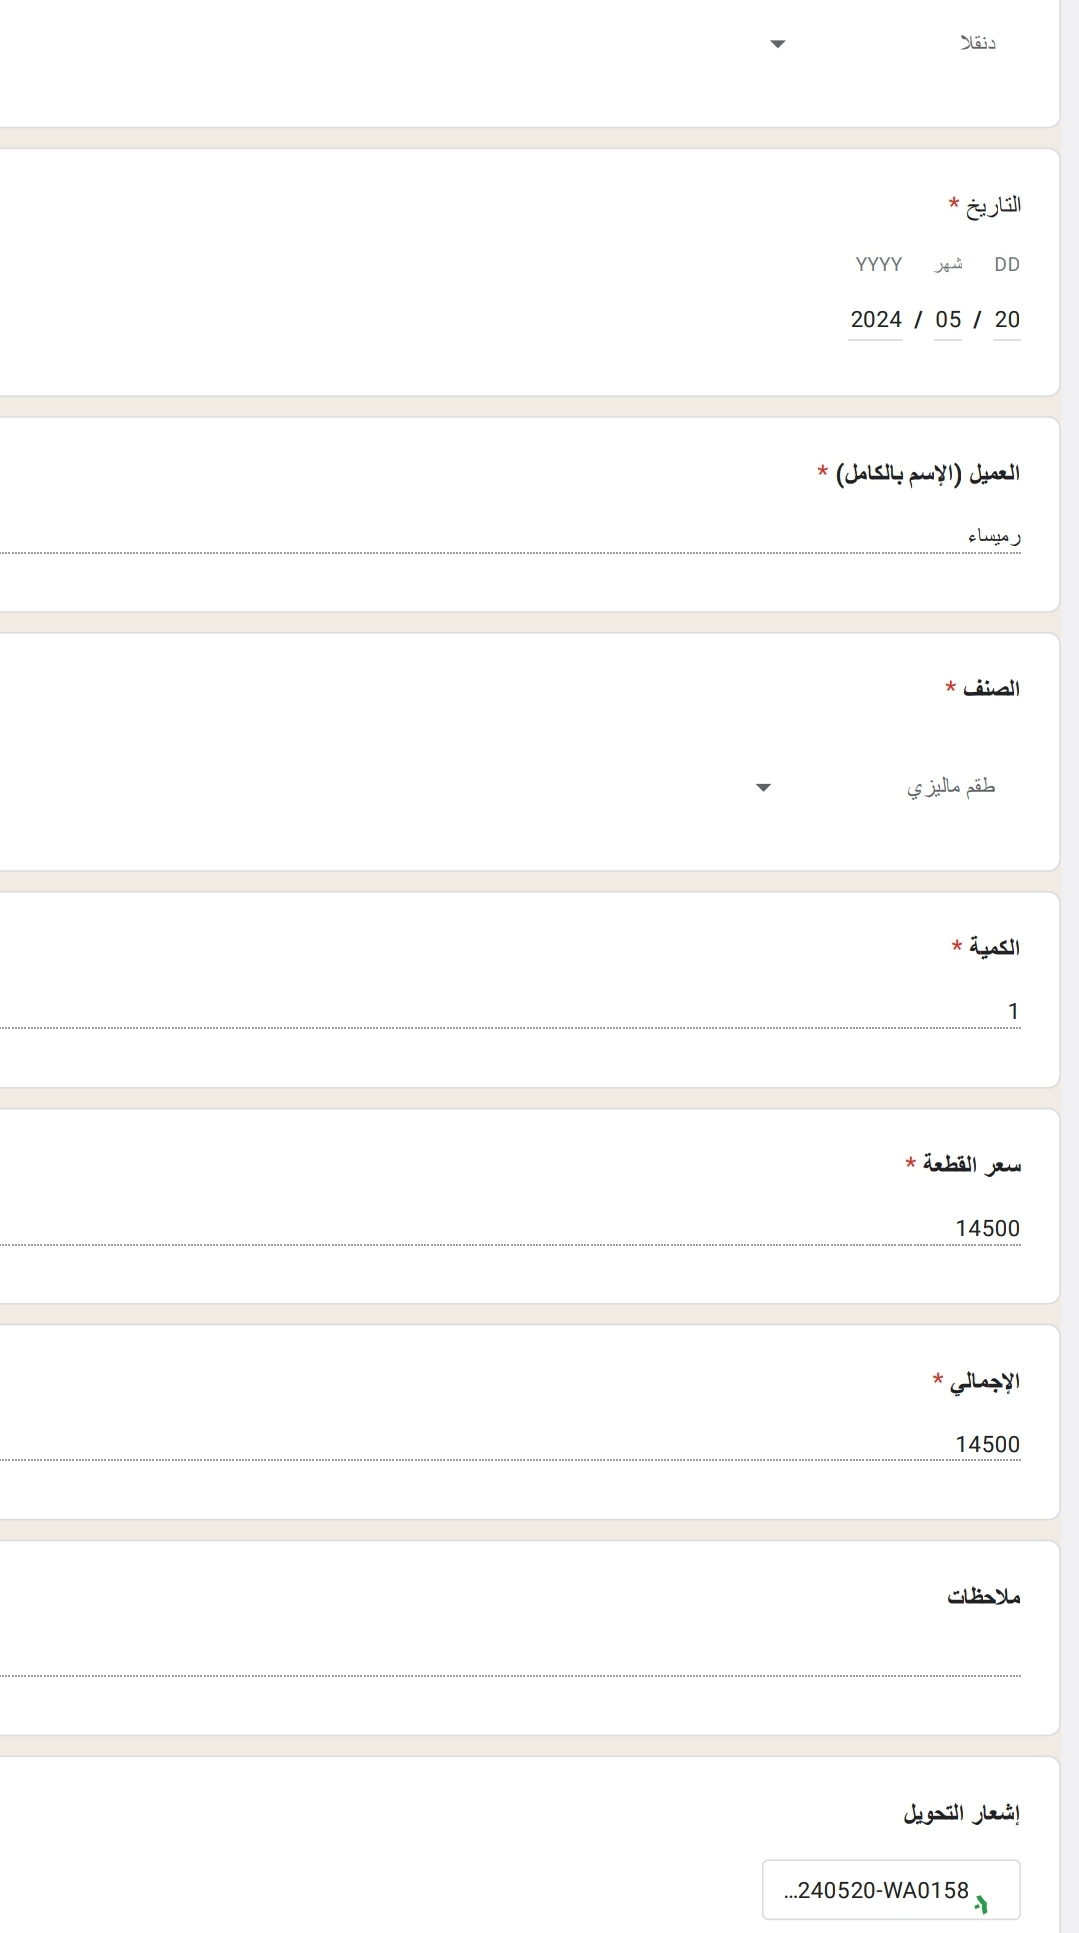 دنقلا
التاريخ *
DD شهر YYYY
20 / 05 / 2024
العميل (الإسم بالكامل) *
رميساء
الصنف *
طقم ماليزي
الكمية *
1
سعر القطعة *
14500
الإجمالي *
14500
ملاحظات
إشعار التحويل
...240520-WA0158